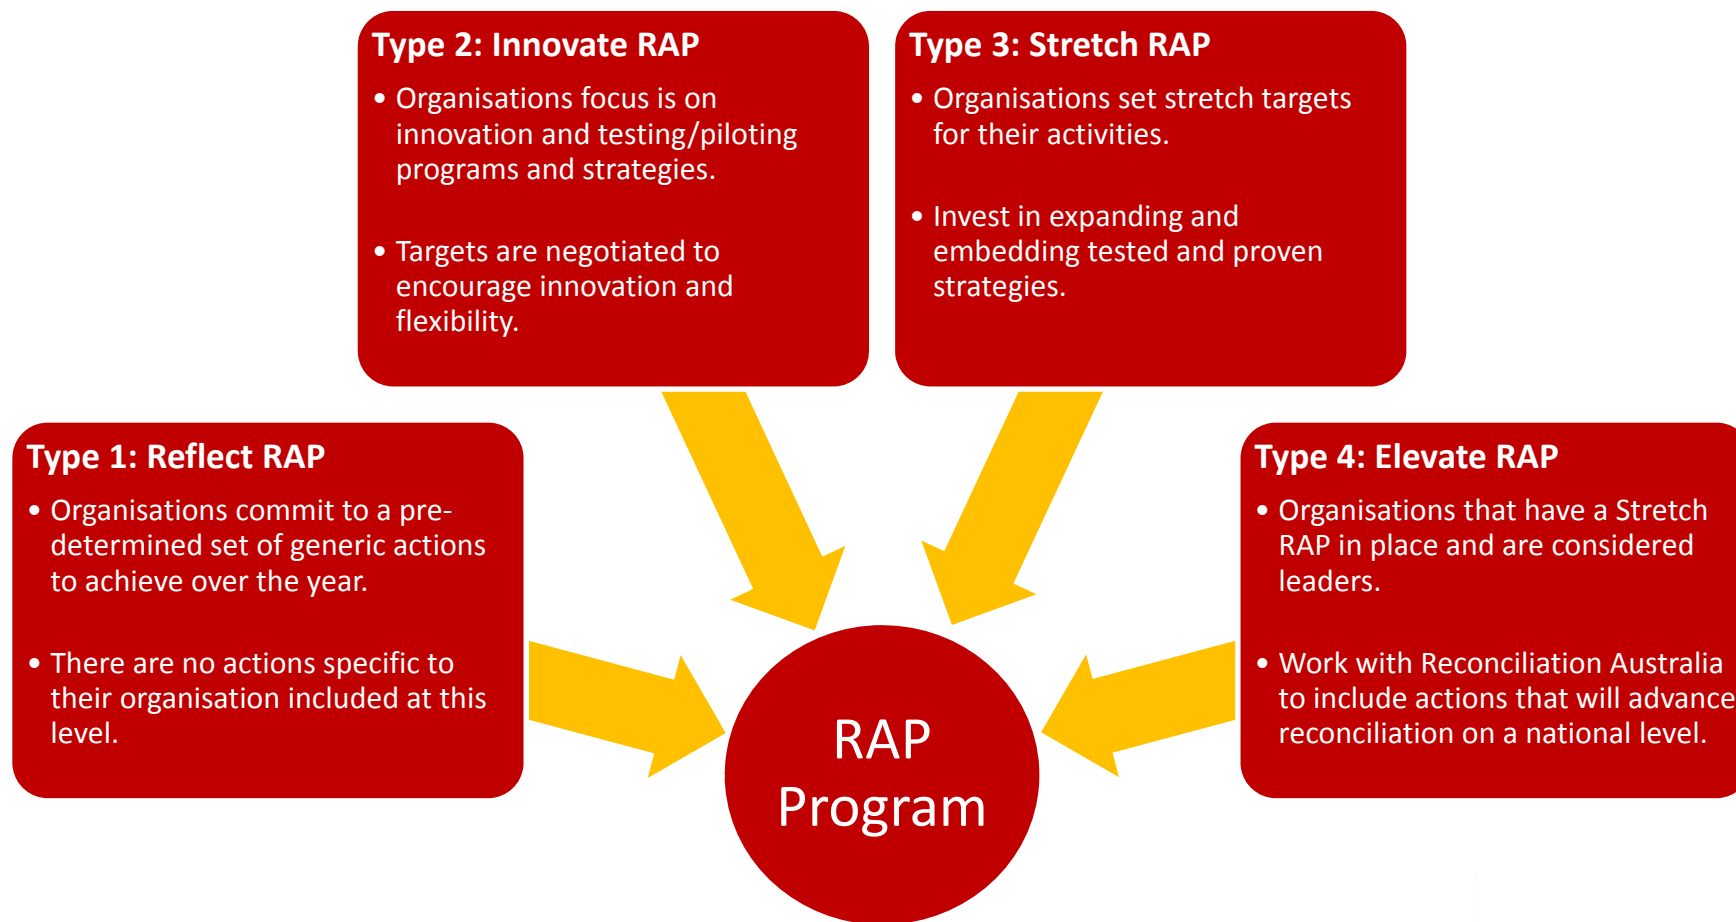 Type 2: Innovate RAP
• Organisations focus is on
innovation and testing/piloting
programs and strategies.
• Targets are negotiated to
encourage innovation and
flexibility.
Type 3: Stretch RAP
• Organisations set stretch targets
for their activities.
• Invest in expanding and
embedding tested and proven
strategies.
Type 1: Reflect RAP
• Organisations commit to a pre-
determined set of generic actions
to achieve over the year.
• There are no actions specific to
their organisation included at this
level.
Type 4: Elevate RAP
• Organisations that have a Stretch
RAP in place and are considered
leaders.
• Work with Reconciliation Australia
to include actions that will advance
reconciliation on a national level.
RAP
Program